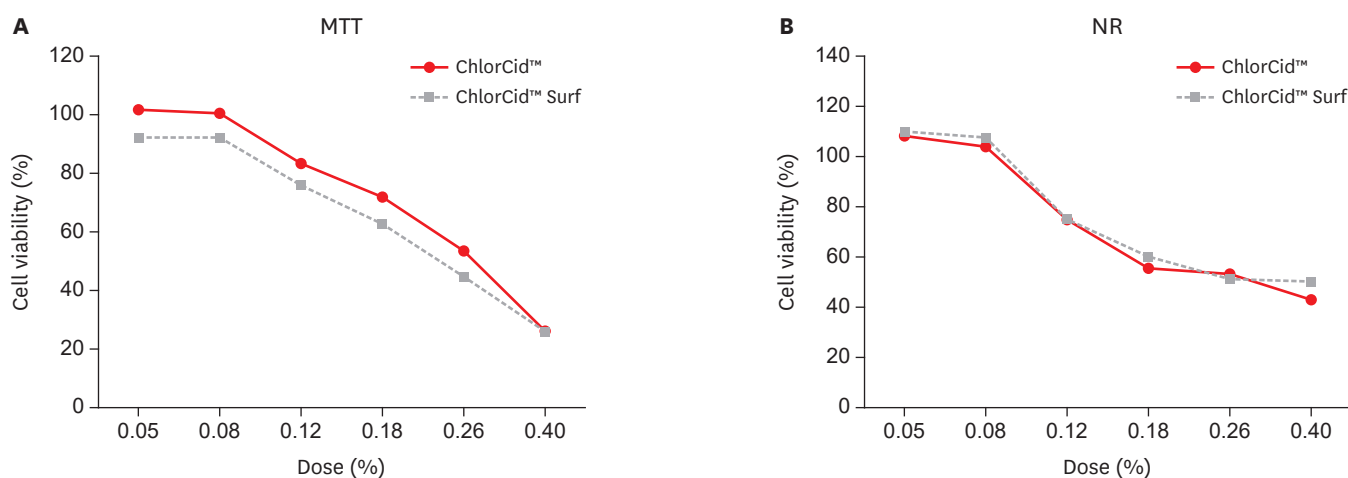 A
MTT
120
100
80
60
40
20
0
Cell viability (%)
ChlorCid™
ChlorCid™ Surf
0.05 0.08 0.12 0.18 0.26 0.40
Dose (%)
B
NR
140
120
100
80
60
40
20
0
Cell viability (%)
ChlorCid™
ChlorCid™ Surf
0.05 0.08 0.12 0.18 0.26 0.40
Dose (%)